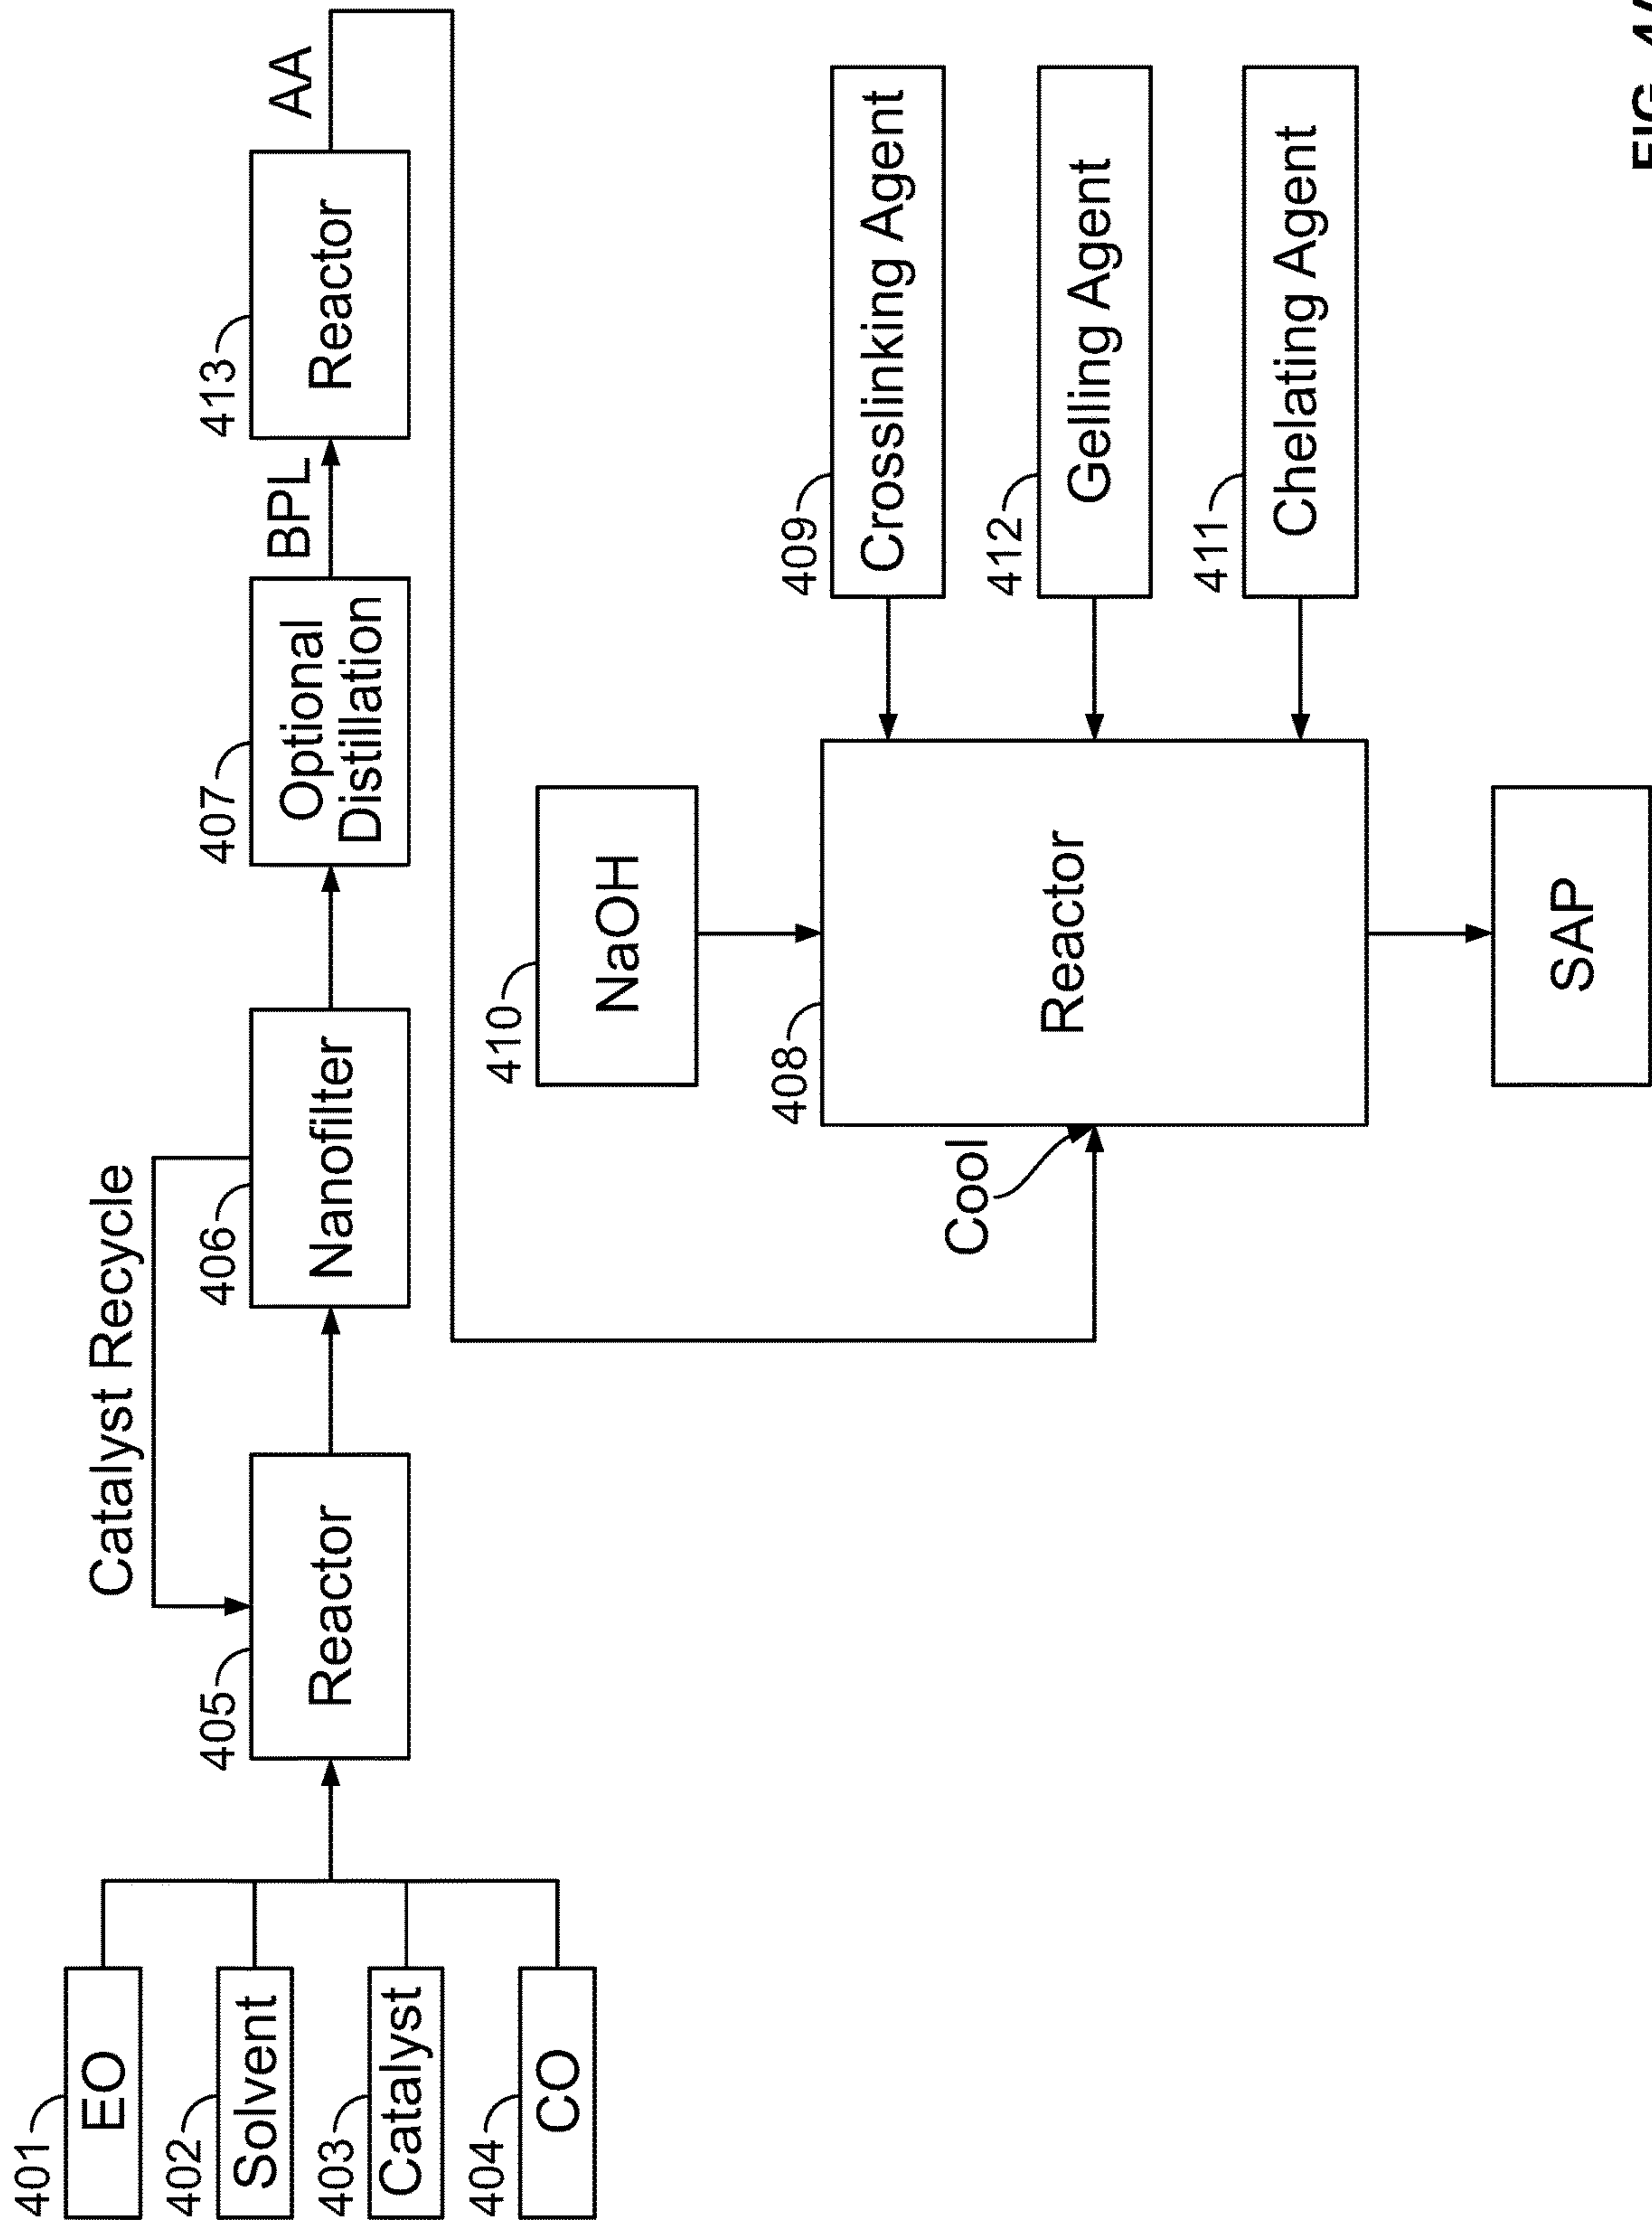 Catalyst Recycle
401
EO
402
Solvent
403
Catalyst
404
CO
405
Reactor
406
Nanofilter
407
Optional
Distillation
BPL
413
Reactor
AA
410
NaOH
Cool
408
Reactor
409
Crosslinking Agent
412
Gelling Agent
411
Chelating Agent
SAP
FIG.